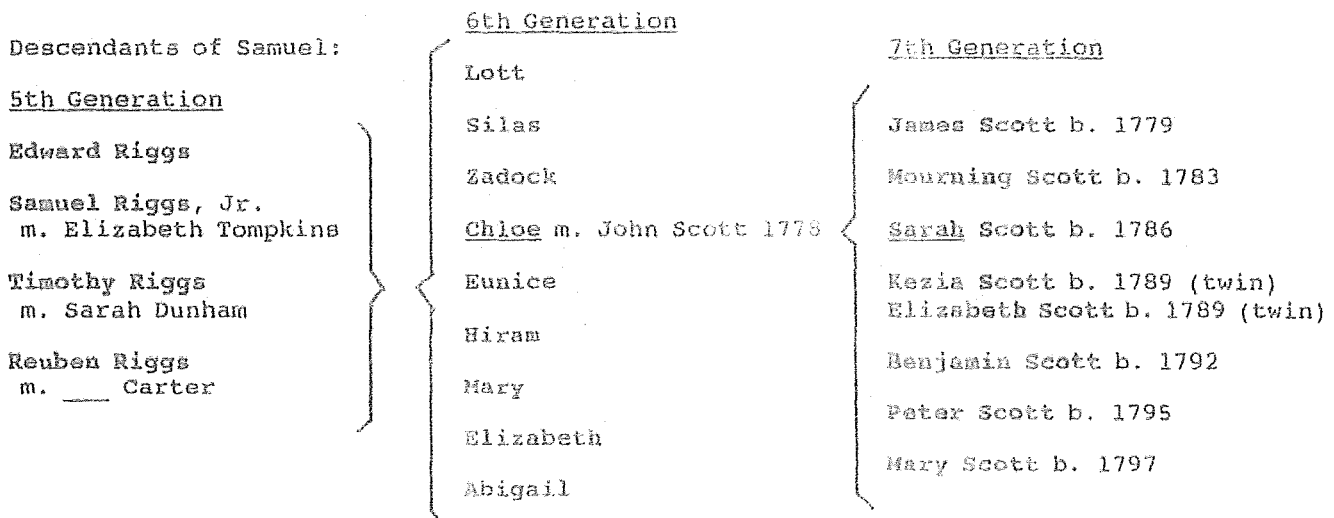 Descendants of Samuel:
5th Generation
Edward Riggs
Samuel Riggs, Jr.
m. Elizabeth Tompkins
Timothy Riggs
m. Sarah Dunham
Reuben Riggs
m. ___ Carter
6th Generation
Lott
Silas
Zadock
Chloe m. John Scott 1778
Eunice
Hiram
Mary
Elizabeth
Abigail
7th Generation
James Scott b. 1779
Mourning Scott b. 1783
Sarah Scott b. 1786
Kezia Scott b. 1789 (twin)
Elizabeth Scott b. 1789 (twin)
Benjamin Scott b. 1792
Peter Scott b. 1795
Mary Scott b. 1797